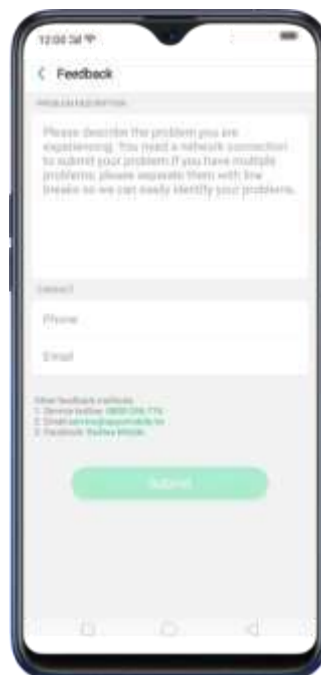 Feedback
PROBLEM DESCRIPTION
Please describe the problem you are
experiencing. You need a network connection
to submit your problem. If you have multiple
problems, please separate them with line
breaks so we can easily identify your problems.
CONTACT
Phone
Email
Other feedback methods:
1. Service hotline:
2. Email:
3. Facebook: Mobile
Submit